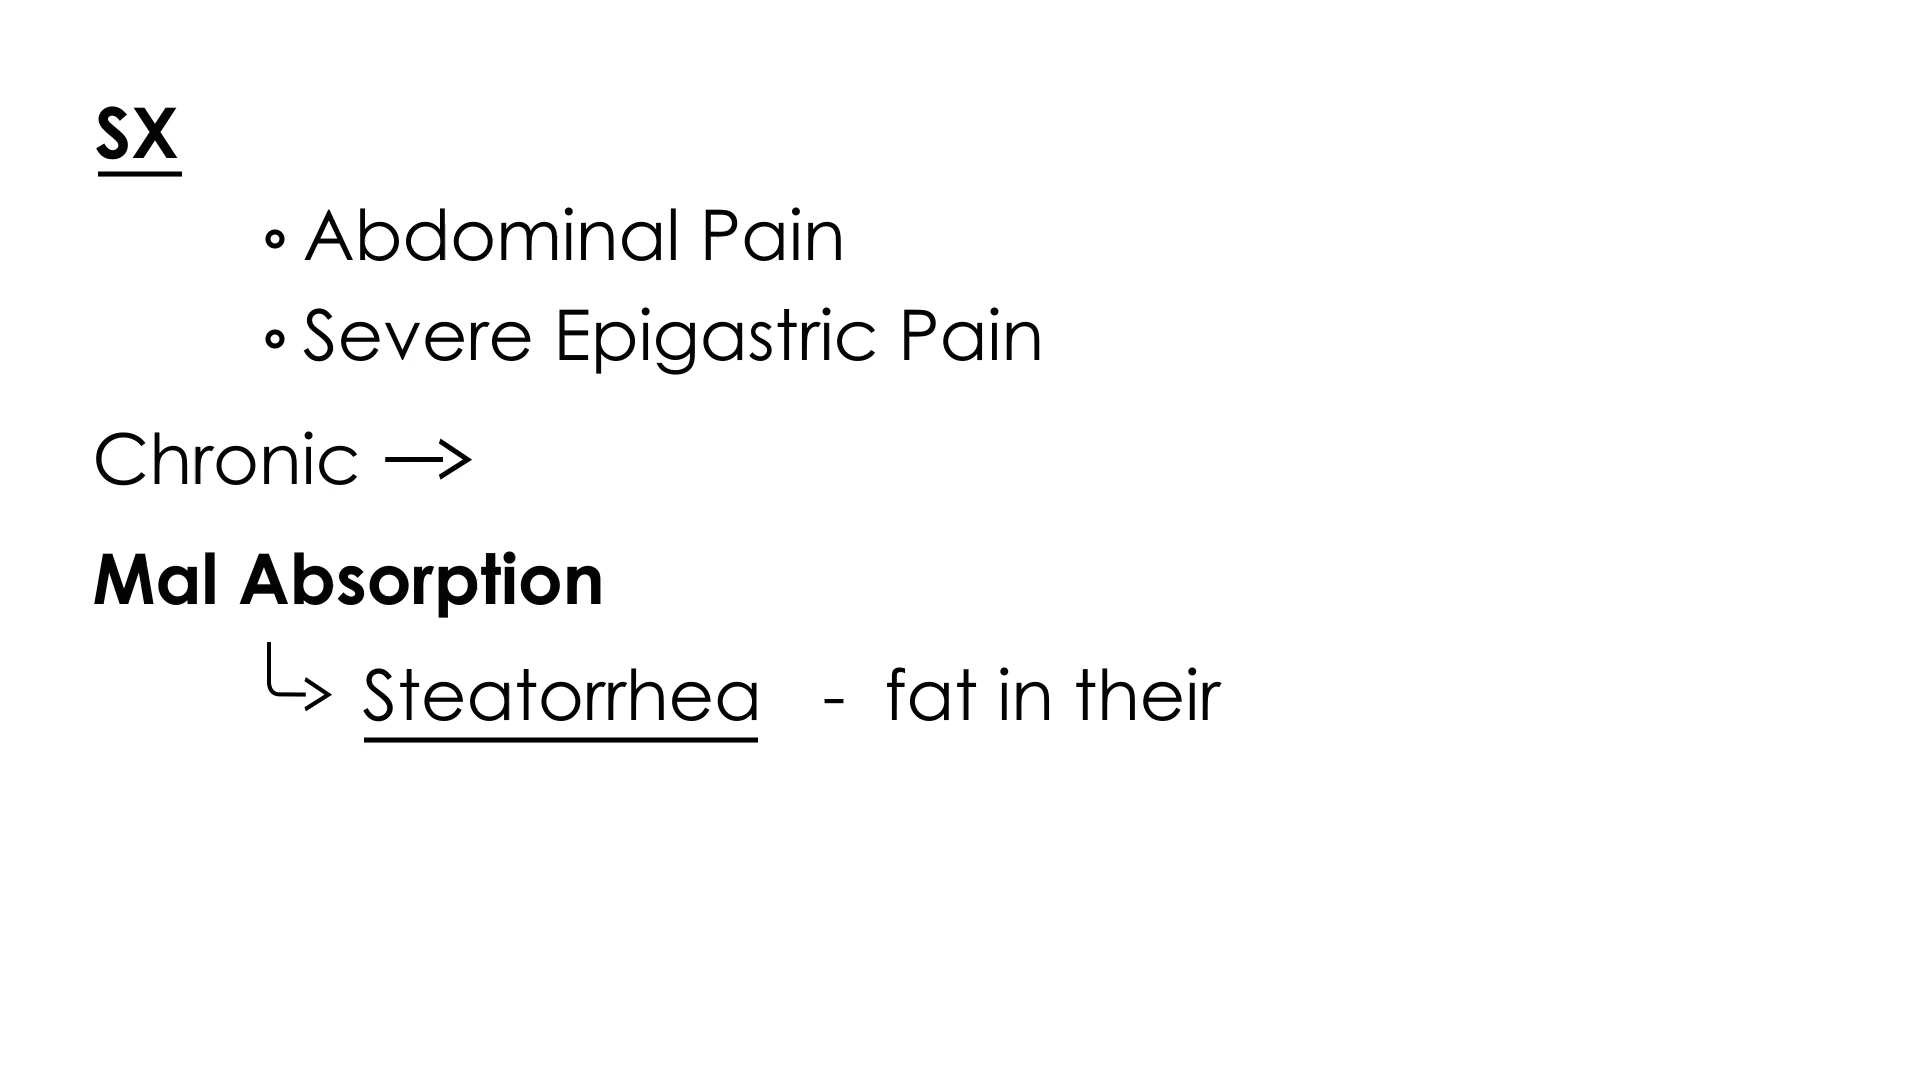 SX
∘ Abdominal Pain
∘ Severe Epigastric Pain
Chronic →
Mal Absorption
↳ Steatorrhea - fat in their